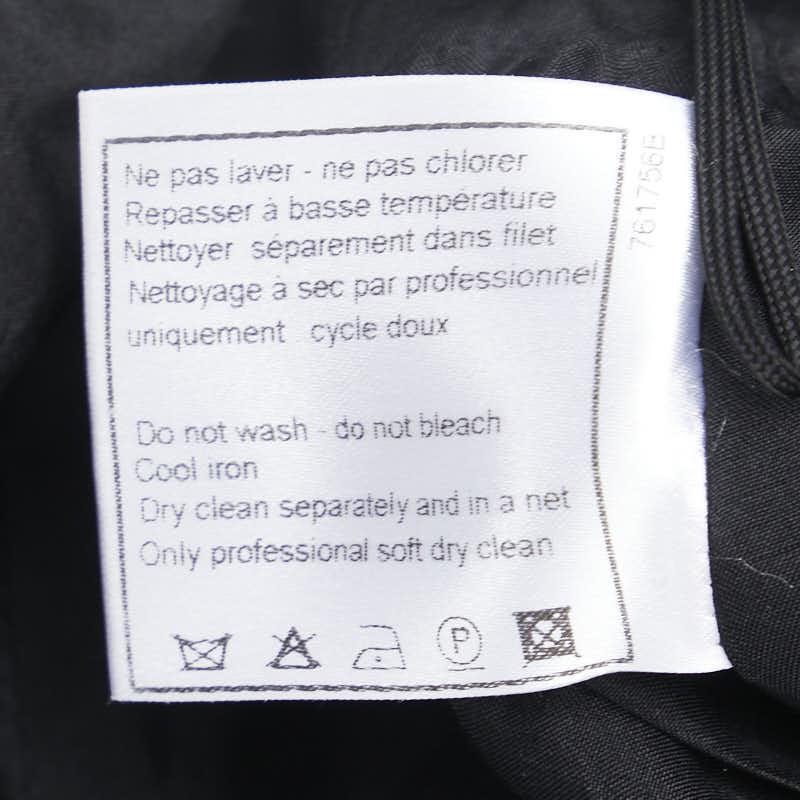 Ne pas laver - ne pas chlorer
Repasser à basse température
Nettoyer séparement dans filet
Nettoyage à sec par professionnel
uniquement cycle doux
Do not wash - do not bleach
Cool iron
Dry clean separately and in a net
Only professional soft dry clean
P
761756B